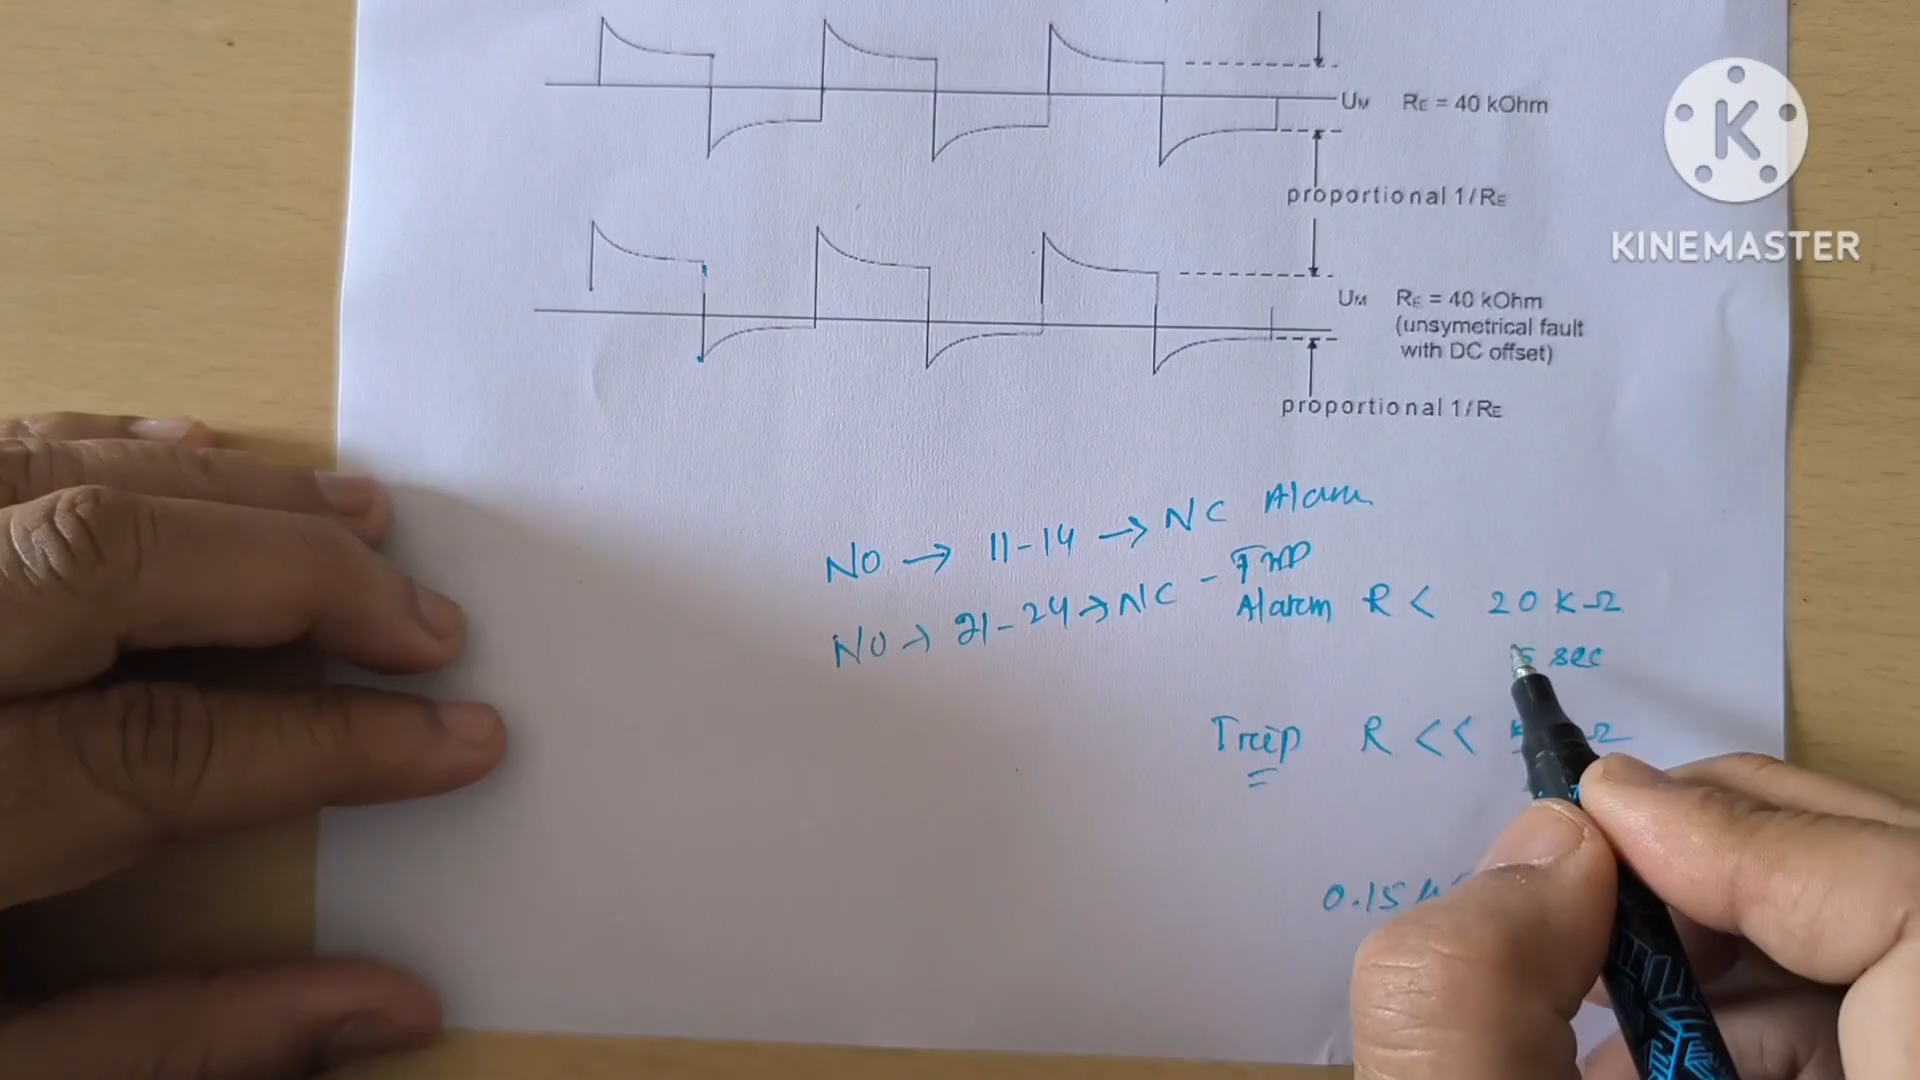 UM RE = 40 kOhm
K
KINEMASTER
proportional 1/RE
UM RE = 40 kOhm
(unsymetrical fault
with DC offset)
proportional 1/RE
NO → 11-14 → NC Alarm
NO → 21-24 → NC - Trip
Alarm R < 20 KΩ
5 sec
Trip R << Ω
0.15